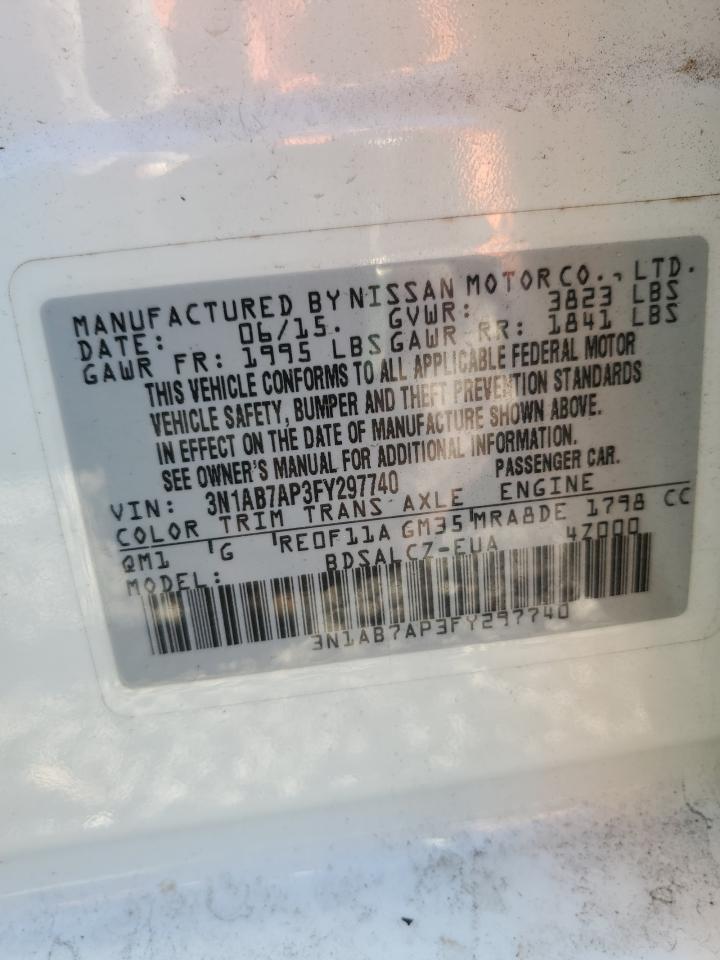 MANUFACTURED BY NISSAN MOTOR CO., LTD.
DATE: 06/15. GVWR: 3823 LBS
GAWR FR: 1995 LBS GAWR RR: 1841 LBS
THIS VEHICLE CONFORMS TO ALL APPLICABLE FEDERAL MOTOR
VEHICLE SAFETY, BUMPER AND THEFT PREVENTION STANDARDS
IN EFFECT ON THE DATE OF MANUFACTURE SHOWN ABOVE.
SEE OWNER'S MANUAL FOR ADDITIONAL INFORMATION.
VIN: 3N1AB7AP3FY297740 PASSENGER CAR.
COLOR TRIM TRANS AXLE ENGINE
QM1 G RE0F11A GM35 MRA8DE 1798 CC
MODEL: BDSALCZ-EUA 4Z000
3N1AB7AP3FY297740